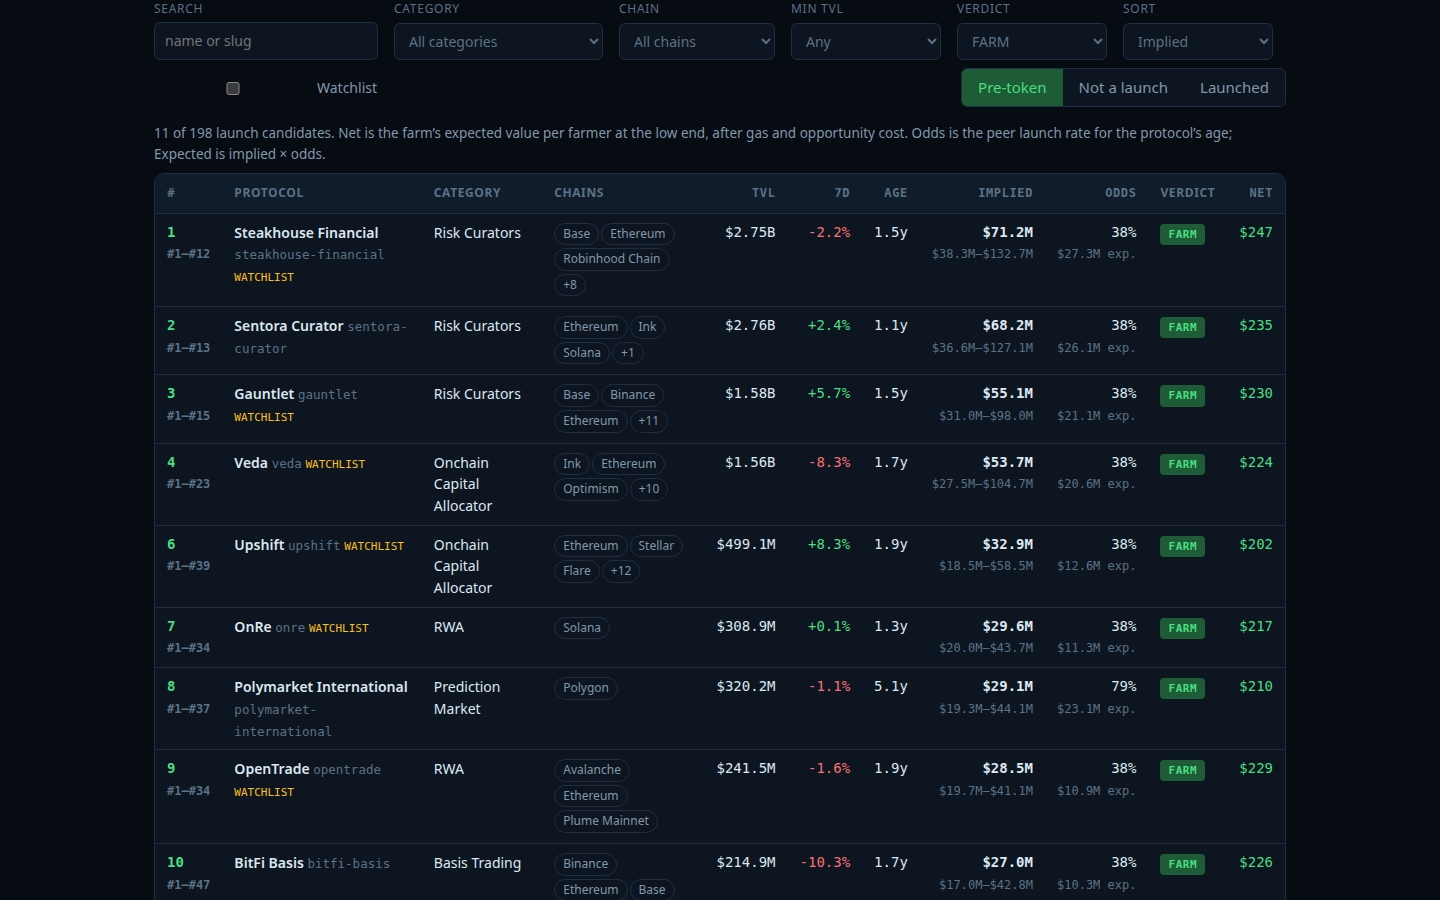 SEARCH CATEGORY CHAIN MIN TVL VERDICT SORT
name or slug All categories All chains Any FARM Implied
Watchlist Pre-token Not a launch Launched
11 of 198 launch candidates. Net is the farm's expected value per farmer at the low end, after gas and opportunity cost. Odds is the peer launch rate for the protocol's age;
Expected is implied × odds.
# PROTOCOL CATEGORY CHAINS TVL 7D AGE IMPLIED ODDS VERDICT NET
1 Steakhouse Financial Risk Curators Base Ethereum $2.75B -2.2% 1.5y $71.2M 38% FARM $247
#1–#12 steakhouse-financial Robinhood Chain $38.3M–$132.7M $27.3M exp.
WATCHLIST +8
2 Sentora Curator sentora- Risk Curators Ethereum Ink $2.76B +2.4% 1.1y $68.2M 38% FARM $235
#1–#13 curator Solana +1 $36.6M–$127.1M $26.1M exp.
3 Gauntlet gauntlet Risk Curators Base Binance $1.58B +5.7% 1.5y $55.1M 38% FARM $230
#1–#15 WATCHLIST Ethereum +11 $31.0M–$98.0M $21.1M exp.
4 Veda veda WATCHLIST Onchain Ink Ethereum $1.56B -8.3% 1.7y $53.7M 38% FARM $224
#1–#23 Capital Optimism +10 $27.5M–$104.7M $20.6M exp.
Allocator
6 Upshift upshift WATCHLIST Onchain Ethereum Stellar $499.1M +8.3% 1.9y $32.9M 38% FARM $202
#1–#39 Capital Flare +12 $18.5M–$58.5M $12.6M exp.
Allocator
7 OnRe onre WATCHLIST RWA Solana $308.9M +0.1% 1.3y $29.6M 38% FARM $217
#1–#34 $20.0M–$43.7M $11.3M exp.
8 Polymarket International Prediction Polygon $320.2M -1.1% 5.1y $29.1M 79% FARM $210
#1–#37 polymarket- Market $19.3M–$44.1M $23.1M exp.
international
9 OpenTrade opentrade RWA Avalanche $241.5M -1.6% 1.9y $28.5M 38% FARM $229
#1–#34 WATCHLIST Ethereum $19.7M–$41.1M $10.9M exp.
Plume Mainnet
10 BitFi Basis bitfi-basis Basis Trading Binance $214.9M -10.3% 1.7y $27.0M 38% FARM $226
#1–#47 Ethereum Base $17.0M–$42.8M $10.3M exp.